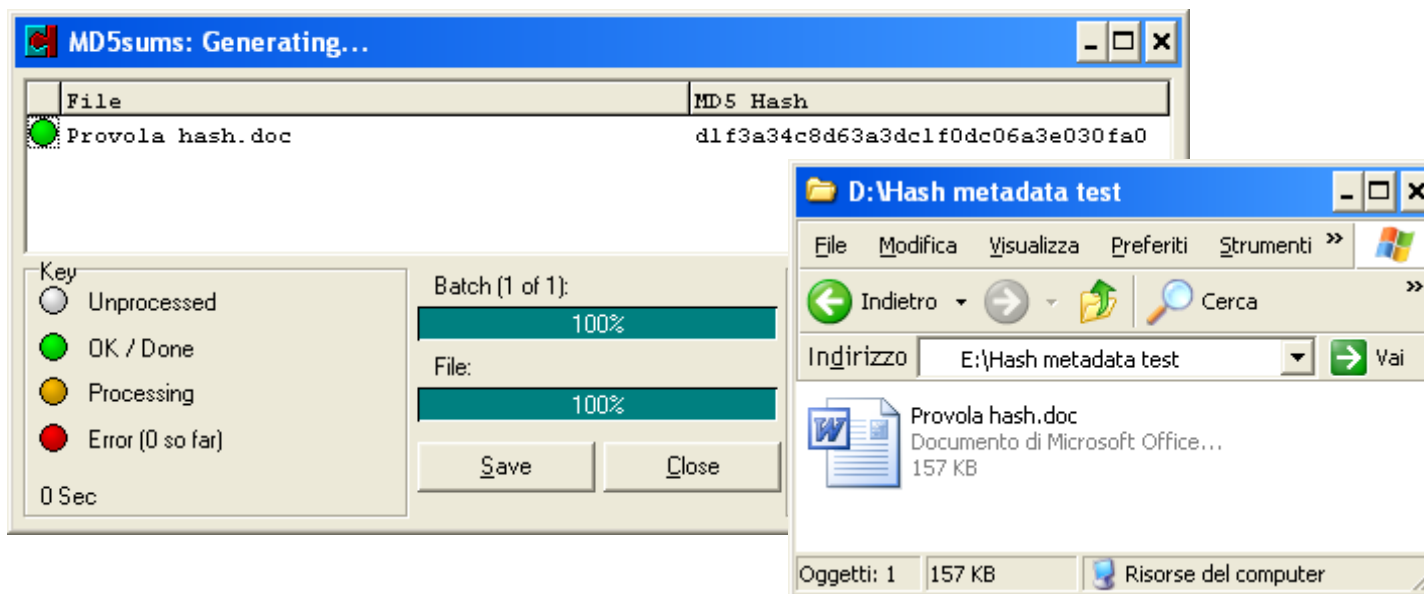 MD5sums: Generating...
File
MD5 Hash
Provola hash.doc
d1f3a34c8d63a3dc1f0dc06a3e030fa0
Key
Unprocessed
OK / Done
Processing
Error (0 so far)
0 Sec
Batch (1 of 1):
100%
File:
100%
Save
Close
D:\Hash metadata test
File Modifica Visualizza Preferiti Strumenti »
Indietro
Cerca
»
Indirizzo
E:\Hash metadata test
Vai
Provola hash.doc
Documento di Microsoft Office...
157 KB
Oggetti: 1
157 KB
Risorse del computer